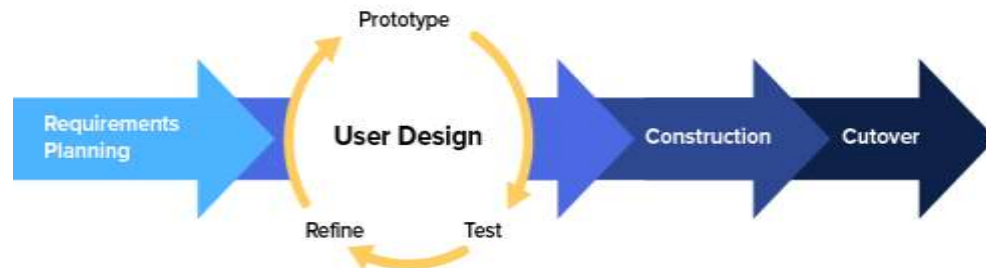 Prototype
Requirements
Planning
User Design
Construction
Cutover
Refine
Test